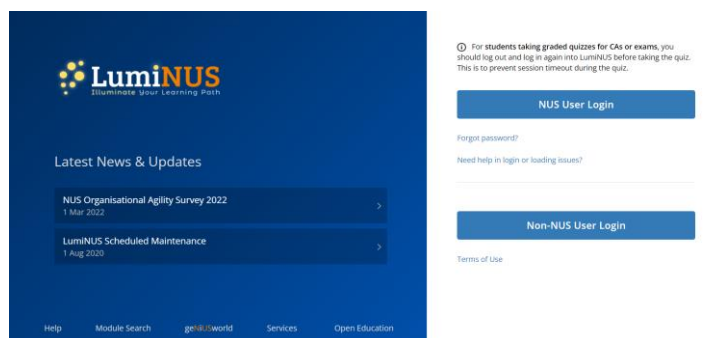 LumiNUS
Illuminate Your Learning Path
Latest News & Updates
NUS Organisational Agility Survey 2022
1 Mar 2022
LumiNUS Scheduled Maintenance
1 Aug 2020
Help Module Search geNiUSworld Services Open Education
For students taking graded quizzes for CAs or exams, you
should log out and log in again into LumiNUS before taking the quiz.
This is to prevent session timeout during the quiz.
NUS User Login
Forgot password?
Need help in login or loading issues?
Non-NUS User Login
Terms of Use